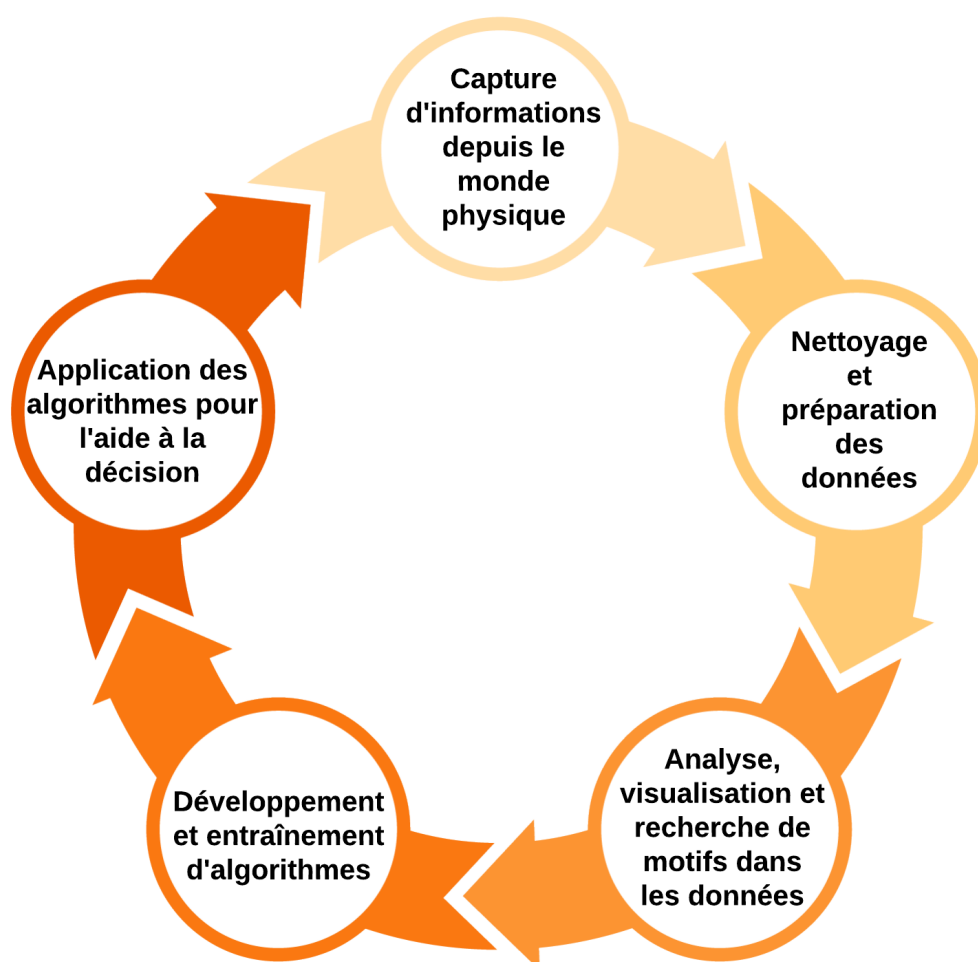 Capture
d'informations
depuis le
monde
physique
Nettoyage
et
préparation
des
données
Analyse,
visualisation et
recherche de
motifs dans
les données
Développement
et entraînement
d'algorithmes
Application des
algorithmes pour
l'aide à la
décision